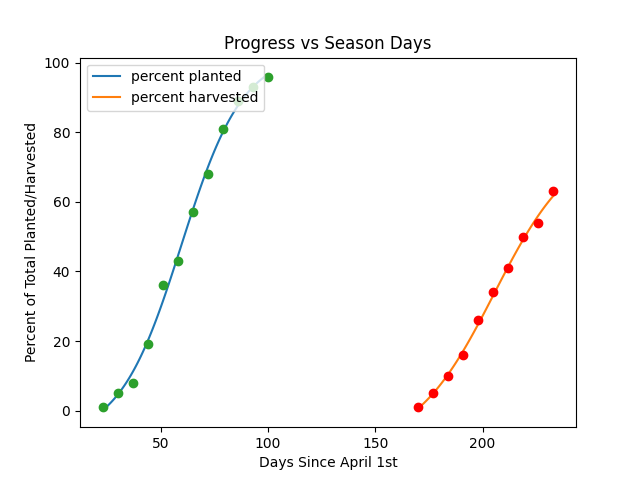 Progress vs Season Days
percent planted
percent harvested
Percent of Total Planted/Harvested
100
80
60
40
20
0
50
100
150
200
Days Since April 1st